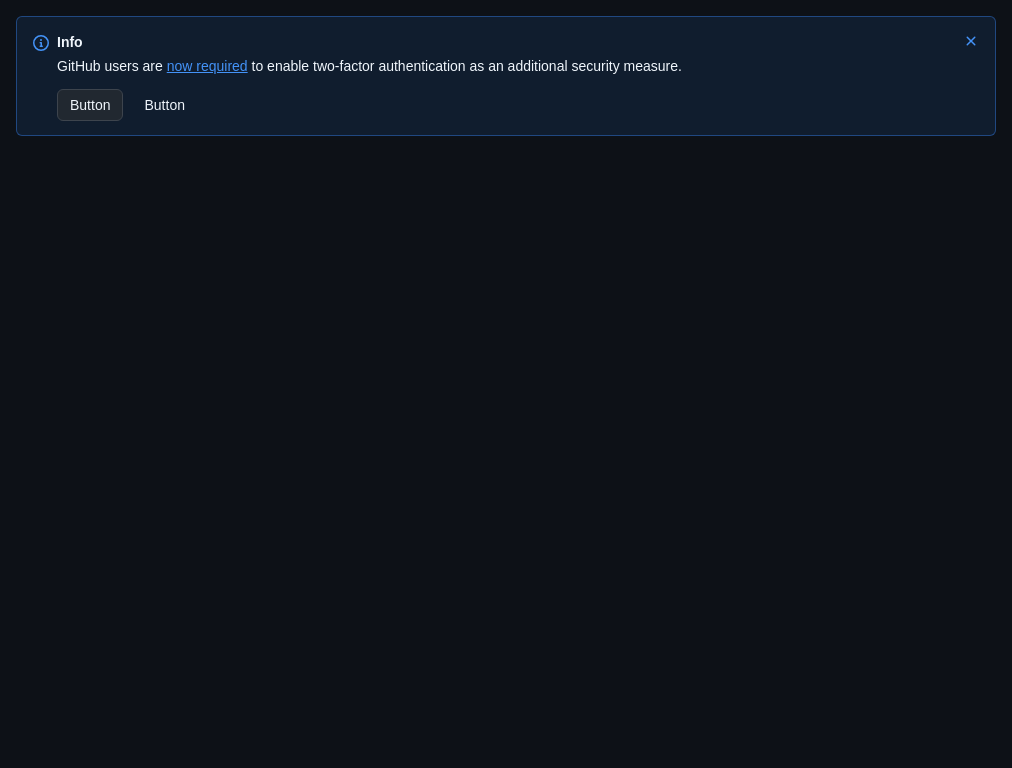 Info
GitHub users are now required to enable two-factor authentication as an additional security measure.
Button Button